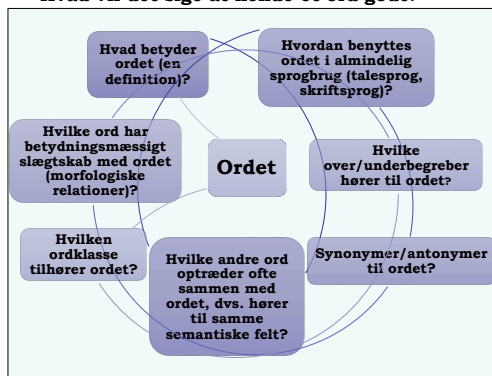 Hvad vil det sige at kende et ord godt?
Hvad betyder
ordet (en
definition)?
Hvordan benyttes
ordet i almindelig
sprogbrug (talesprog,
skriftsprog)?
Hvilke ord har
betydningsmæssigt
slægtskab med ordet
(morfologiske
relationer)?
Ordet
Hvilke
over/underbegreber
hører til ordet?
Hvilken
ordklasse
tilhører ordet?
Hvilke andre ord
optræder ofte
sammen med
ordet, dvs. hører
til samme
semantiske felt?
Synonymer/antonymer
til ordet?